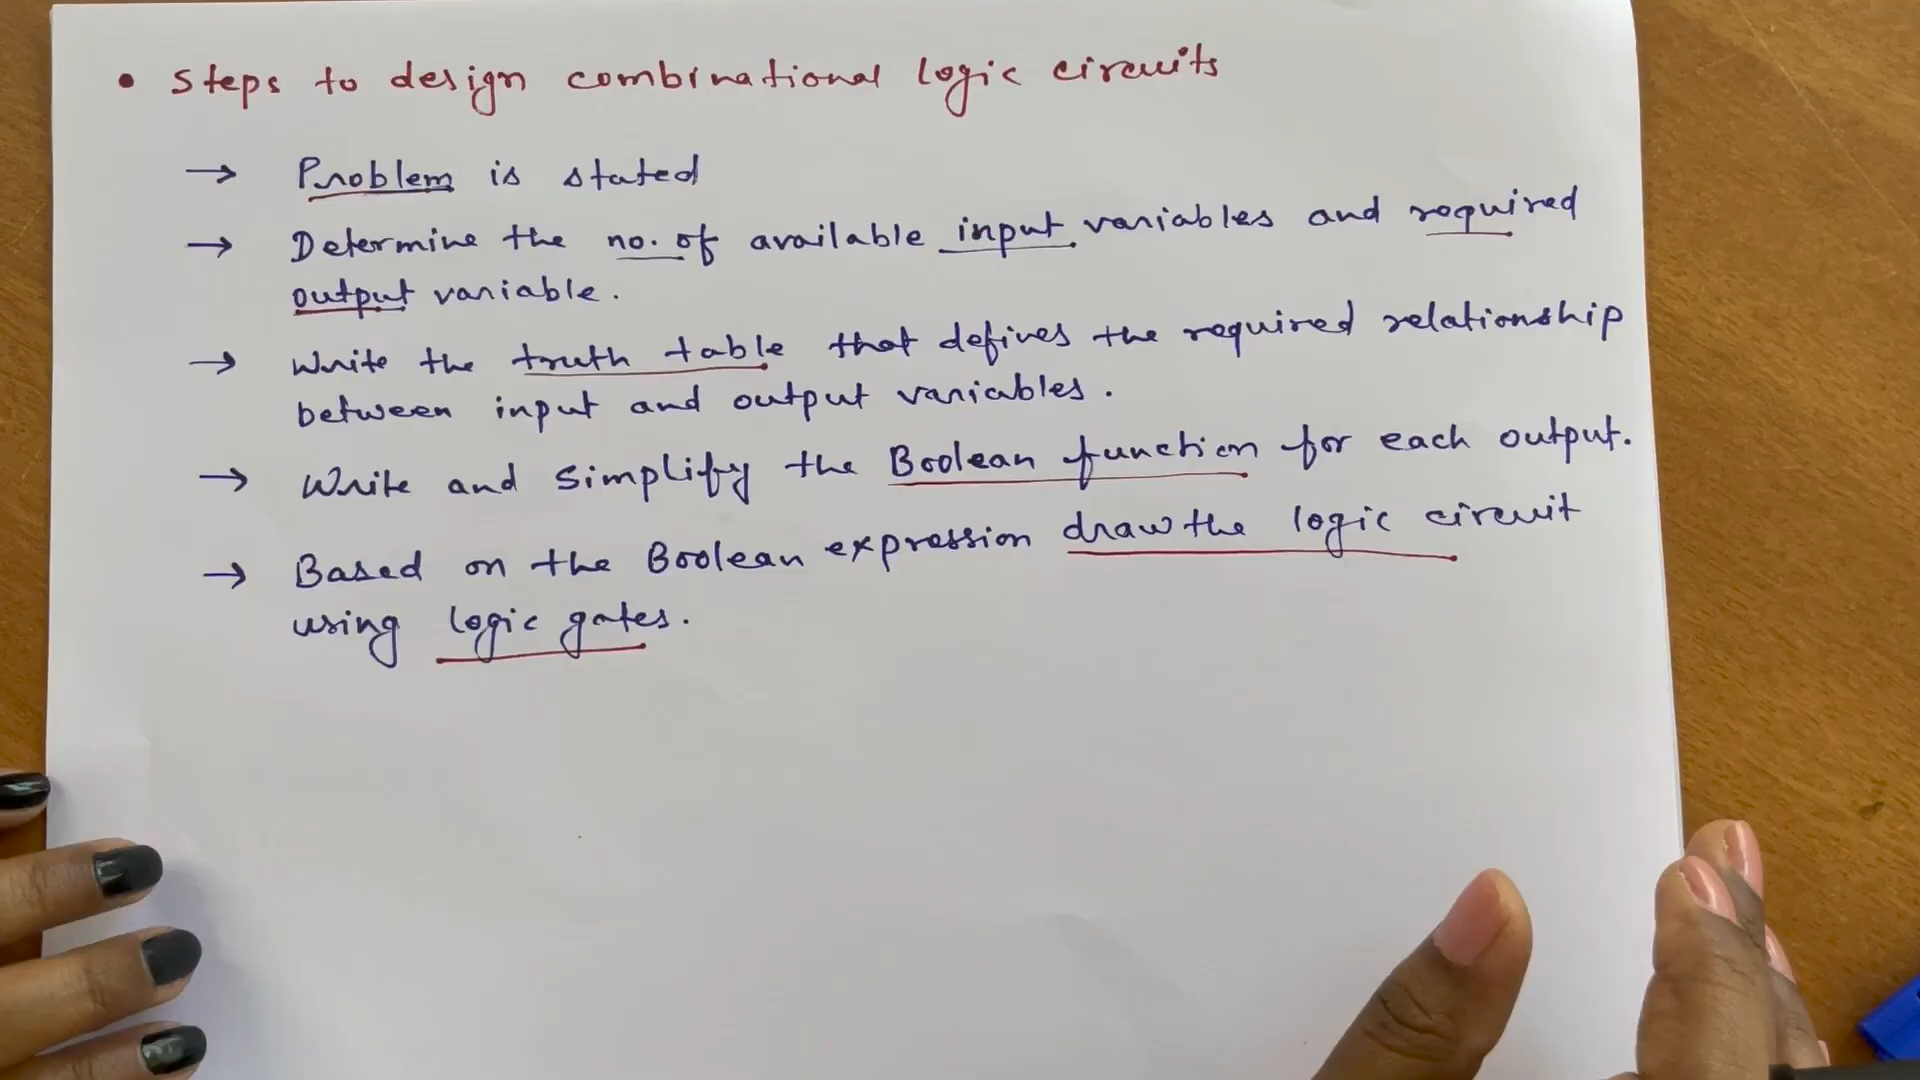 • Steps to design combinational logic circuits
→ Problem is stated
→ Determine the no. of available input variables and required
output variable.
→ Write the truth table that defines the required relationship
between input and output variables.
→ Write and simplify the Boolean function for each output.
→ Based on the Boolean expression draw the logic circuit
using logic gates.